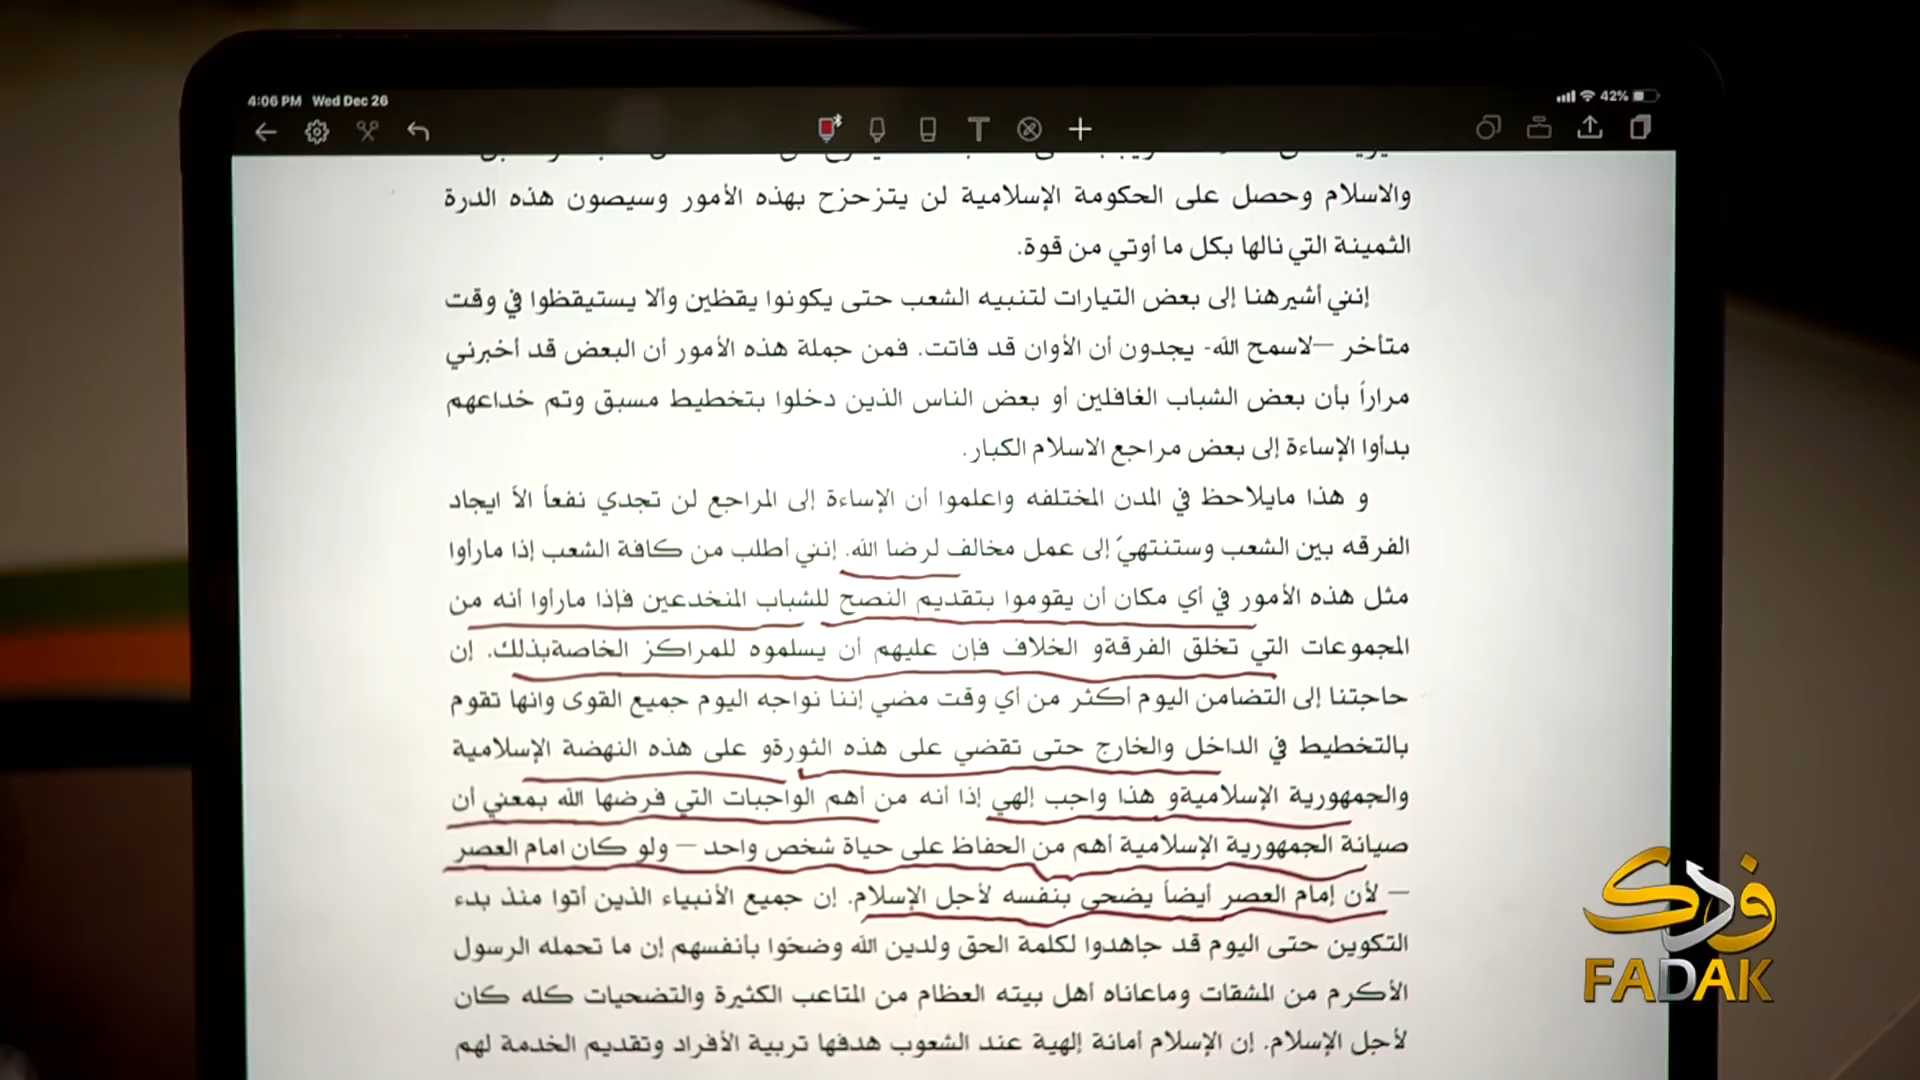 4:06 PM Wed Dec 26
42%
والاسلام وحصل على الحكومة الإسلامية لن يتزحزح بهذه الأمور وسيصون هذه الدرة
الثمينة التي نالها بكل ما أوتي من قوة.
إنني أشيرهنا إلى بعض التيارات لتنبيه الشعب حتى يكونوا يقظين وألا يستيقظوا في وقت
متأخر –لاسمح الله- يجدون أن الأوان قد فاتت. فمن جملة هذه الأمور أن البعض قد أخبرني
مراراً بأن بعض الشباب الغافلين أو بعض الناس الذين دخلوا بتخطيط مسبق وتم خداعهم
بدأوا الإساءة إلى بعض مراجع الاسلام الكبار.
و هذا مايلاحظ في المدن المختلفه واعلموا أن الإساءة إلى المراجع لن تجدي نفعاً الأ ايجاد
الفرقه بين الشعب وستنتهيّ إلى عمل مخالف لرضا الله. إنني أطلب من كافة الشعب إذا مارأوا
مثل هذه الأمور في أي مكان أن يقوموا بتقديم النصح للشباب المنخدعين فإذا مارأوا أنه من
المجموعات التي تخلق الفرقةو الخلاف فإن عليهم أن يسلموه للمراكز الخاصةبذلك. إن
حاجتنا إلى التضامن اليوم أكثر من أي وقت مضي إننا نواجه اليوم جميع القوى وانها تقوم
بالتخطيط في الداخل والخارج حتى تقضي على هذه الثورةو على هذه النهضة الإسلامية
والجمهورية الإسلاميةو هذا واجب إلهي إذا أنه من أهم الواجبات التي فرضها الله بمعني أن
صيانة الجمهورية الإسلامية أهم من الحفاظ على حياة شخص واحد – ولو كان امام العصر
– لأن إمام العصر أيضاً يضحي بنفسه لأجل الإسلام. إن جميع الأنبياء الذين أتوا منذ بدء
التكوين حتى اليوم قد جاهدوا لكلمة الحق ولدين الله وضحَوا بأنفسهم إن ما تحمله الرسول
الأكرم من المشقات وماعاناه أهل بيته العظام من المتاعب الكثيرة والتضحيات كله كان
لأجل الإسلام. إن الإسلام أمانة إلهية عند الشعوب هدفها تربية الأفراد وتقديم الخدمة لهم
فدك
FADAK